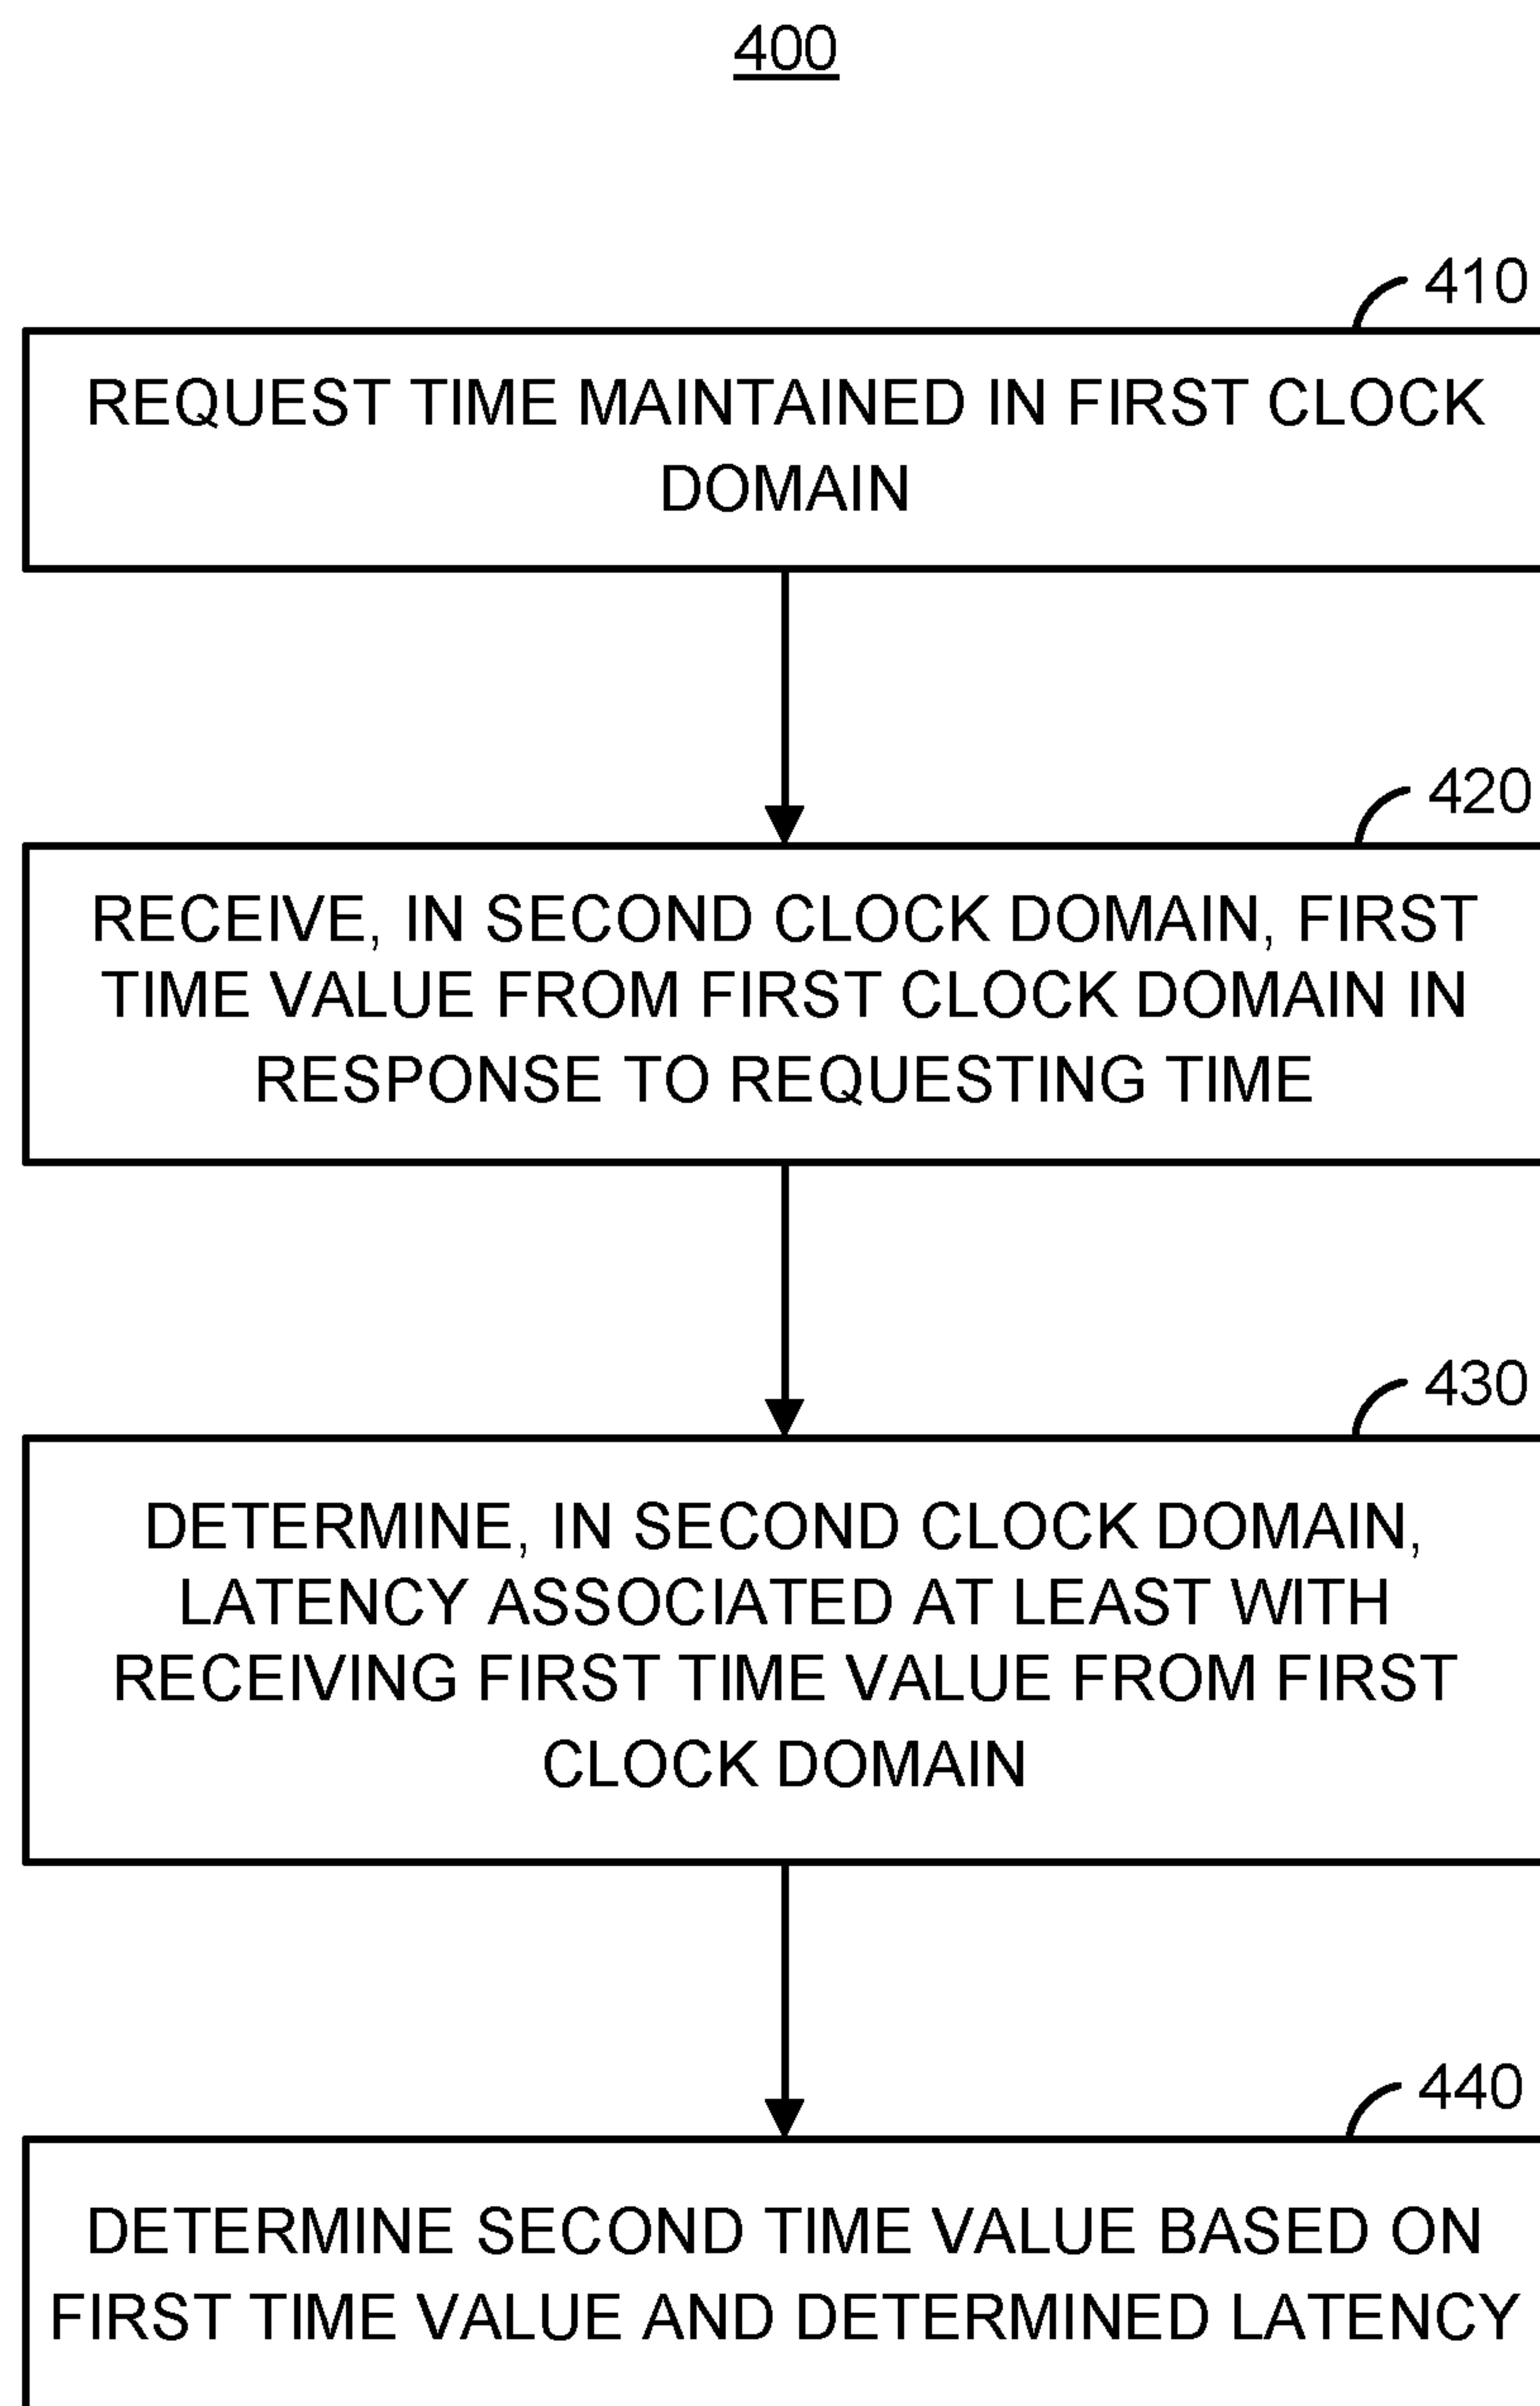 400
410
REQUEST TIME MAINTAINED IN FIRST CLOCK
DOMAIN
420
RECEIVE, IN SECOND CLOCK DOMAIN, FIRST
TIME VALUE FROM FIRST CLOCK DOMAIN IN
RESPONSE TO REQUESTING TIME
430
DETERMINE, IN SECOND CLOCK DOMAIN,
LATENCY ASSOCIATED AT LEAST WITH
RECEIVING FIRST TIME VALUE FROM FIRST
CLOCK DOMAIN
440
DETERMINE SECOND TIME VALUE BASED ON
FIRST TIME VALUE AND DETERMINED LATENCY